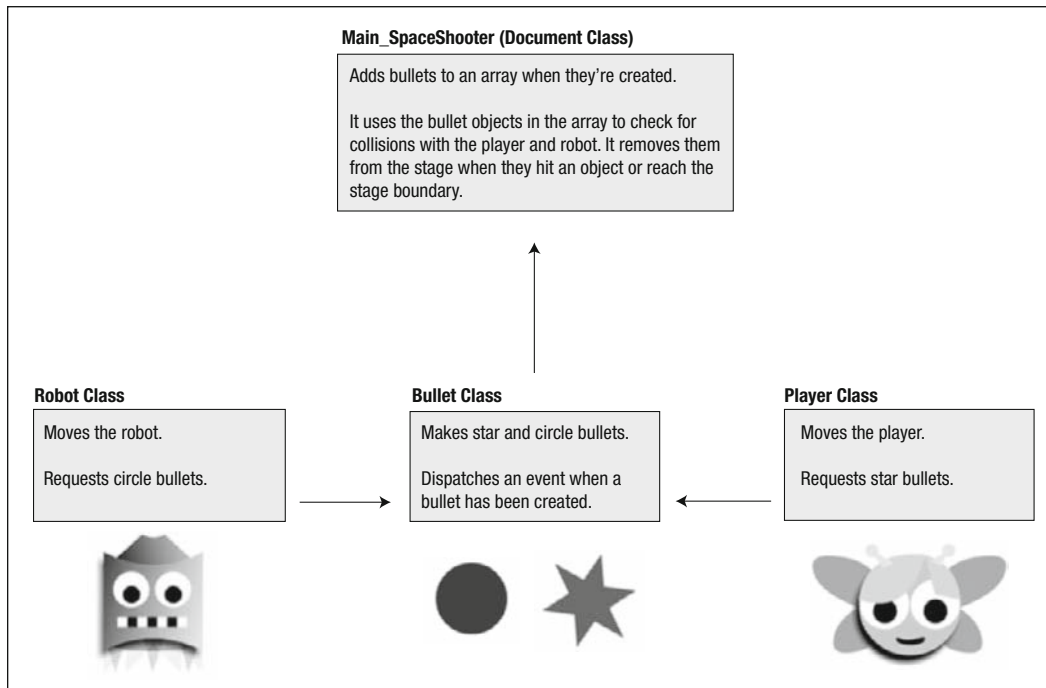 Main_SpaceShooter (Document Class)
Adds bullets to an array when they're created.
It uses the bullet objects in the array to check for
collisions with the player and robot. It removes them
from the stage when they hit an object or reach the
stage boundary.
Robot Class
Moves the robot.
Requests circle bullets.
Bullet Class
Makes star and circle bullets.
Dispatches an event when a
bullet has been created.
Player Class
Moves the player.
Requests star bullets.